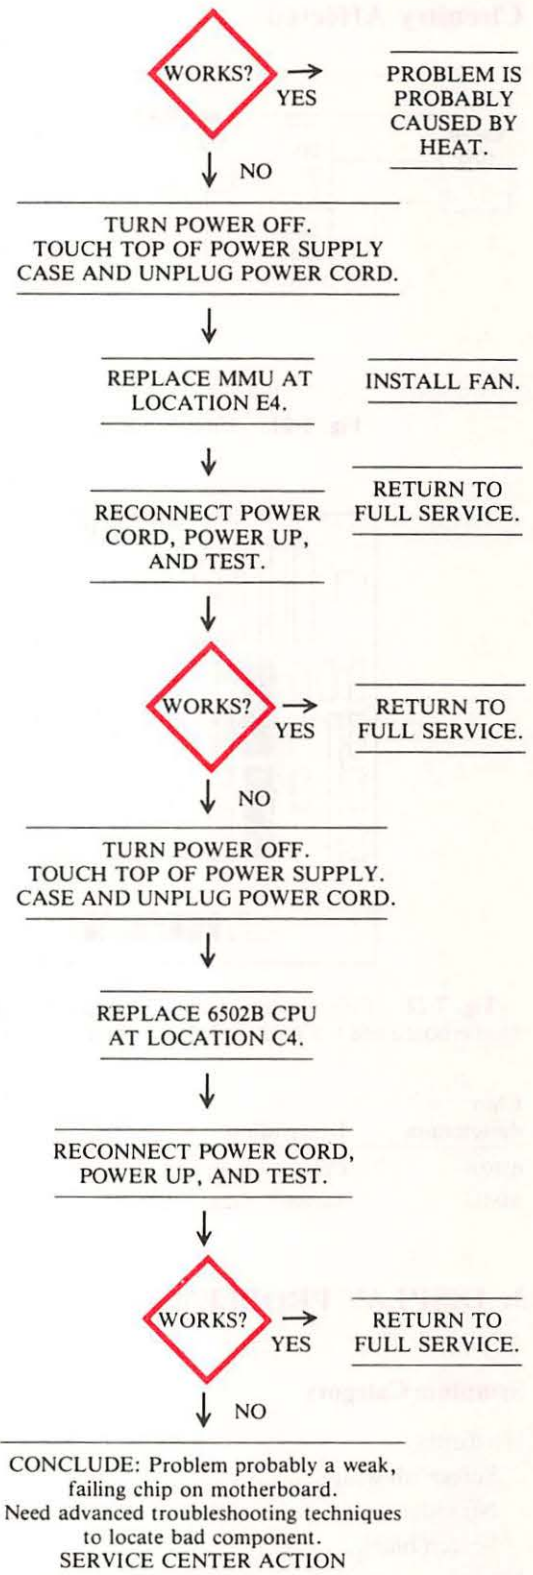 WORKS?
YES
PROBLEM IS
PROBABLY
CAUSED BY
HEAT.
NO
TURN POWER OFF.
TOUCH TOP OF POWER SUPPLY
CASE AND UNPLUG POWER CORD.
REPLACE MMU AT
LOCATION E4.
INSTALL FAN.
RECONNECT POWER
CORD, POWER UP,
AND TEST.
RETURN TO
FULL SERVICE.
WORKS?
YES
RETURN TO
FULL SERVICE.
NO
TURN POWER OFF.
TOUCH TOP OF POWER SUPPLY.
CASE AND UNPLUG POWER CORD.
REPLACE 6502B CPU
AT LOCATION C4.
RECONNECT POWER CORD,
POWER UP, AND TEST.
WORKS?
YES
RETURN TO
FULL SERVICE.
NO
CONCLUDE: Problem probably a weak,
failing chip on motherboard.
Need advanced troubleshooting techniques
to locate bad component.
SERVICE CENTER ACTION